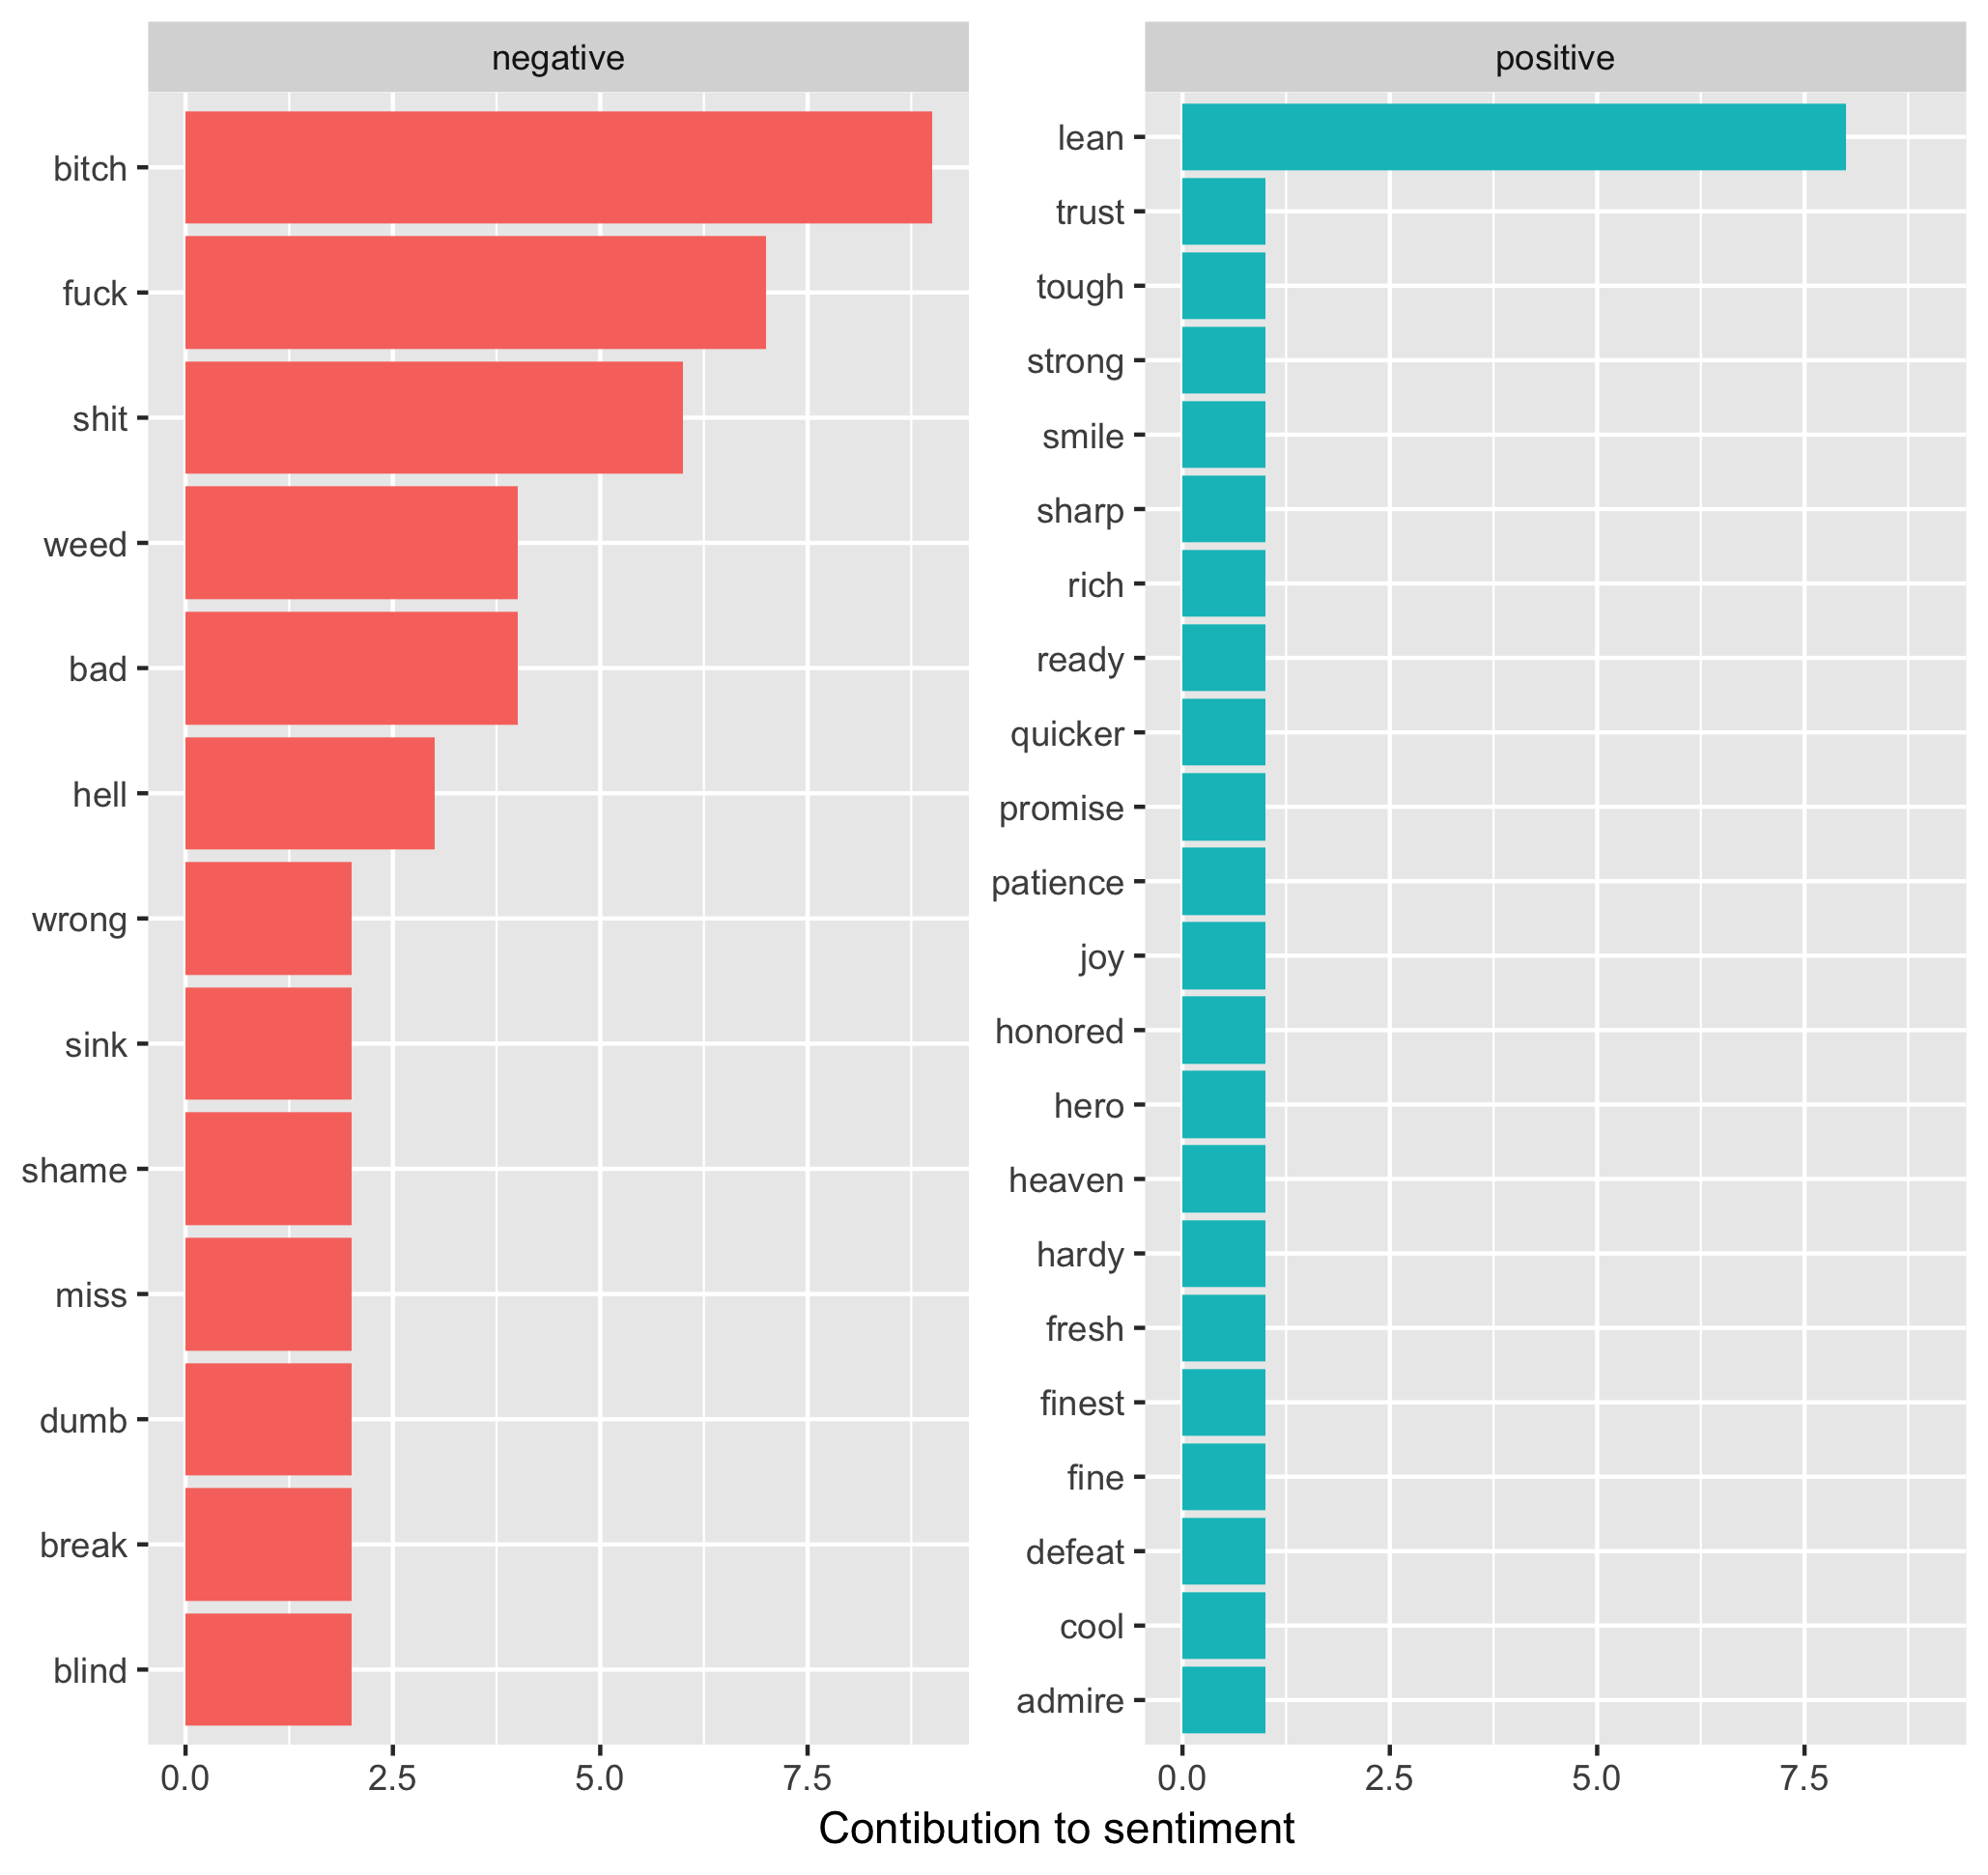 negative
bitch
fuck
shit
weed
bad
hell
wrong
sink
shame
miss
dumb
break
blind
0.0 2.5 5.0 7.5
positive
lean
trust
tough
strong
smile
sharp
rich
ready
quicker
promise
patience
joy
honored
hero
heaven
hardy
fresh
finest
fine
defeat
cool
admire
0.0 2.5 5.0 7.5
Contibution to sentiment